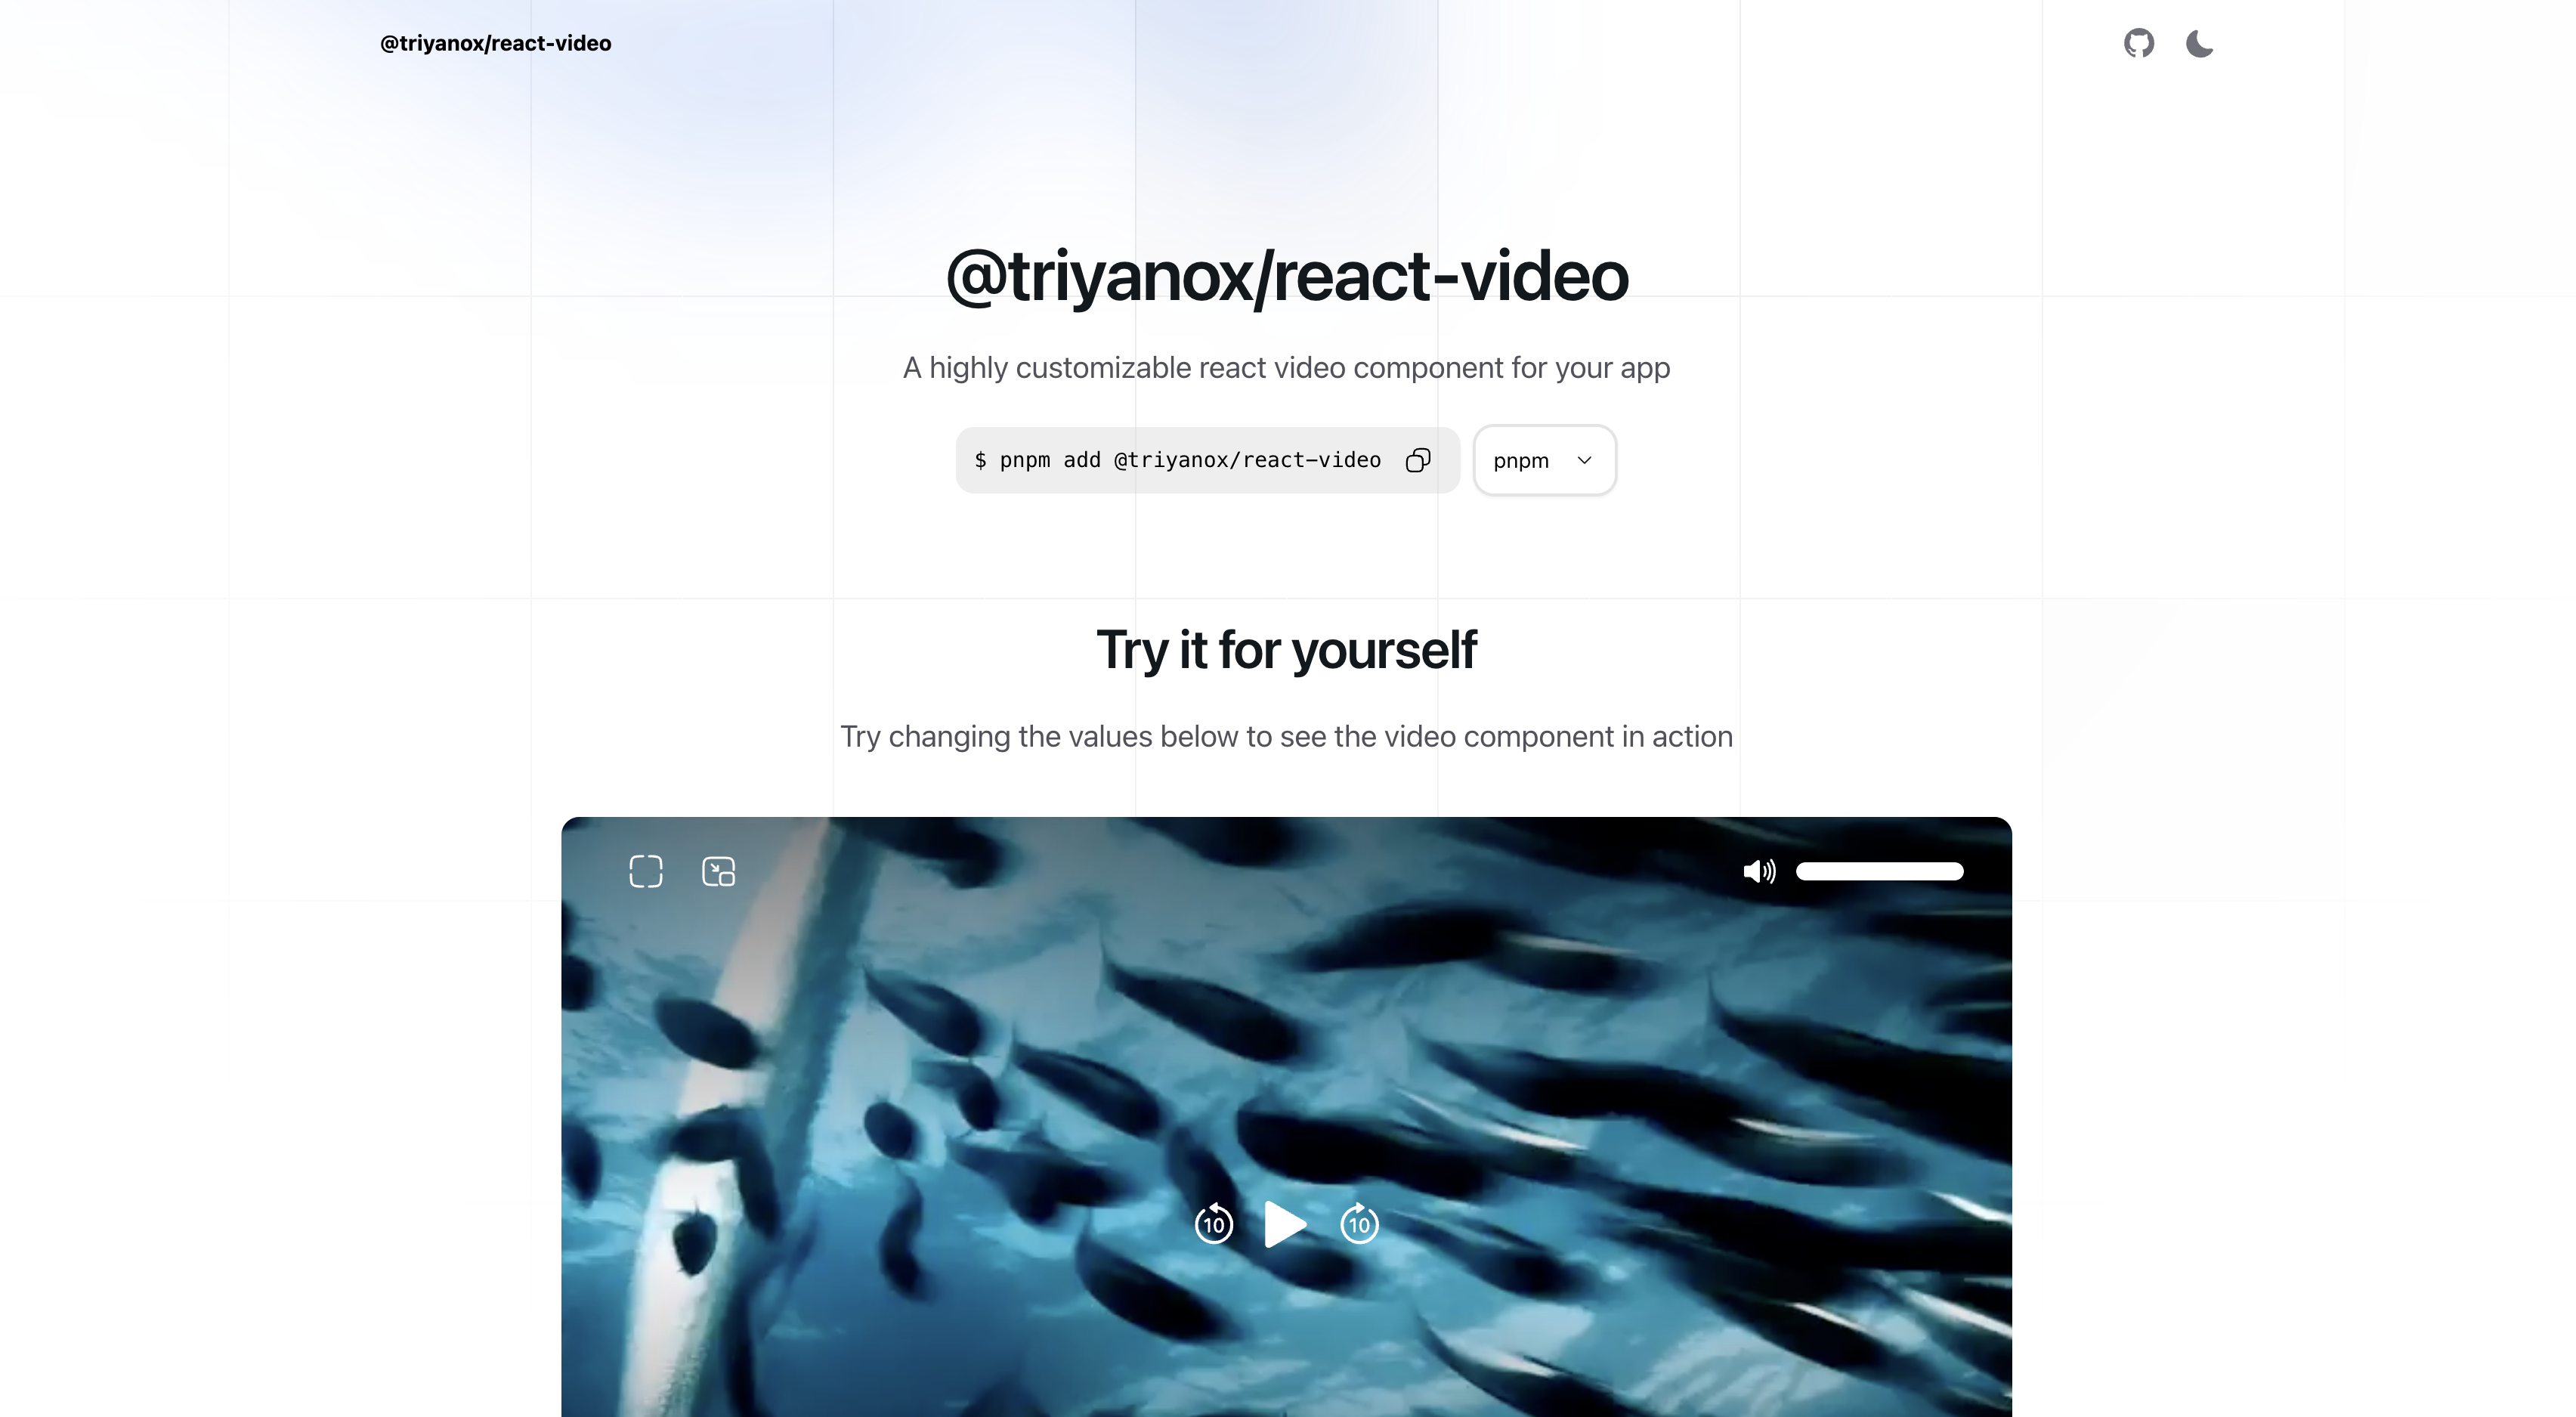 @triyanox/react-video
@triyanox/react-video
A highly customizable react video component for your app
$ pnpm add @triyanox/react-video
pnpm
Try it for yourself
Try changing the values below to see the video component in action
10
10